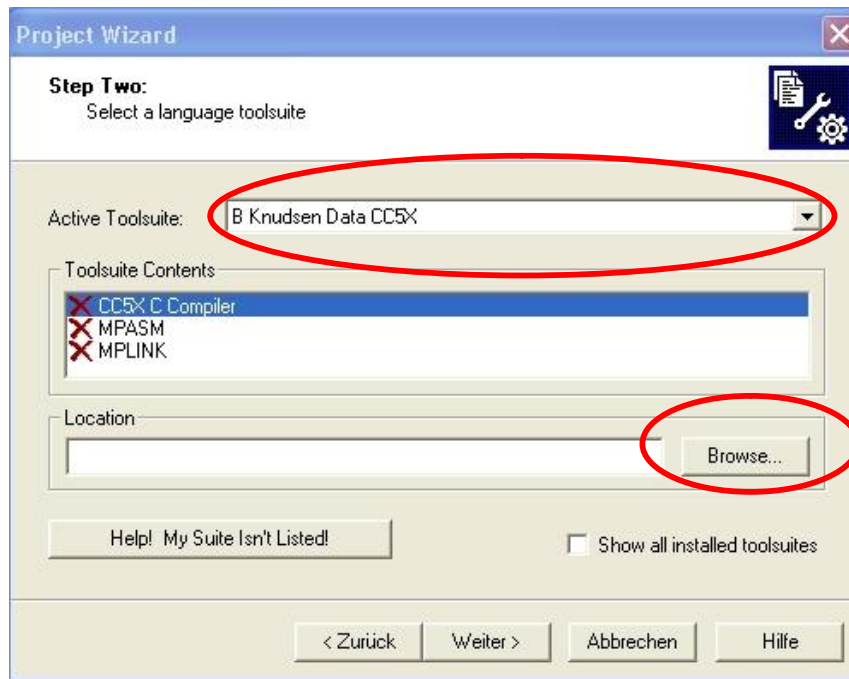 Project Wizard
Step Two:
Select a language toolsuite
Active Toolsuite: B Knudsen Data CC5X
Toolsuite Contents
CC5X C Compiler
MPASM
MPLINK
Location
Browse...
Help! My Suite Isn't Listed!
Show all installed toolsuites
< Zurück Weiter > Abbrechen Hilfe